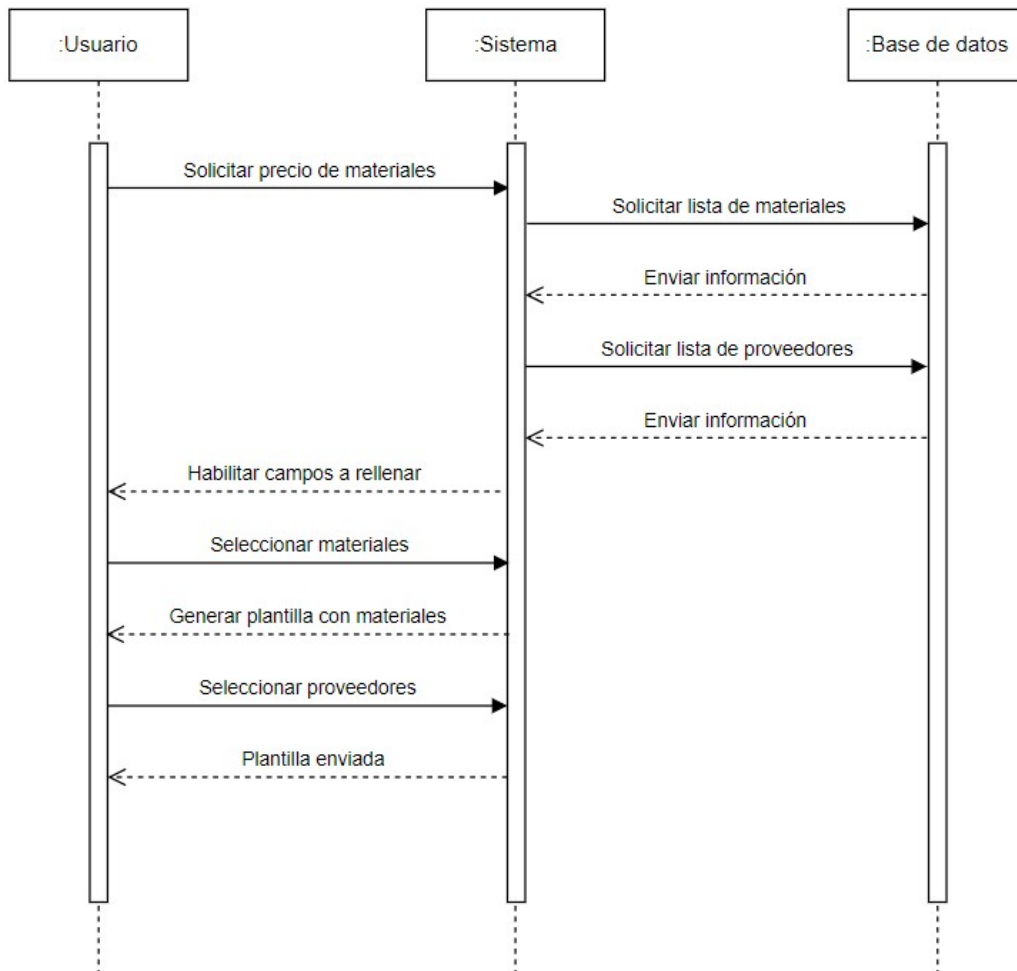 :Usuario
:Sistema
:Base de datos
Solicitar precio de materiales
Solicitar lista de materiales
Enviar información
Solicitar lista de proveedores
Enviar información
Habilitar campos a rellenar
Seleccionar materiales
Generar plantilla con materiales
Seleccionar proveedores
Plantilla enviada